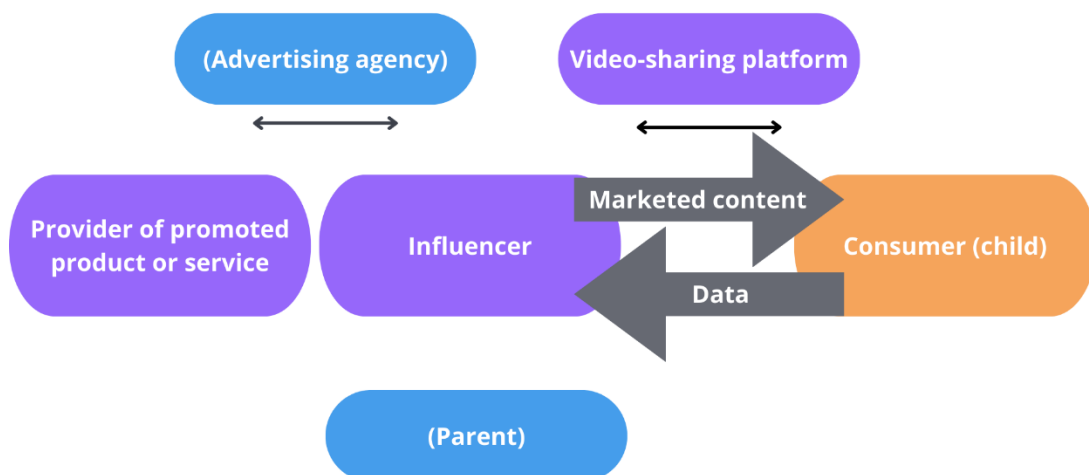 (Advertising agency)
Video-sharing platform
Provider of promoted
product or service
Influencer
Marketed content
Data
Consumer (child)
(Parent)